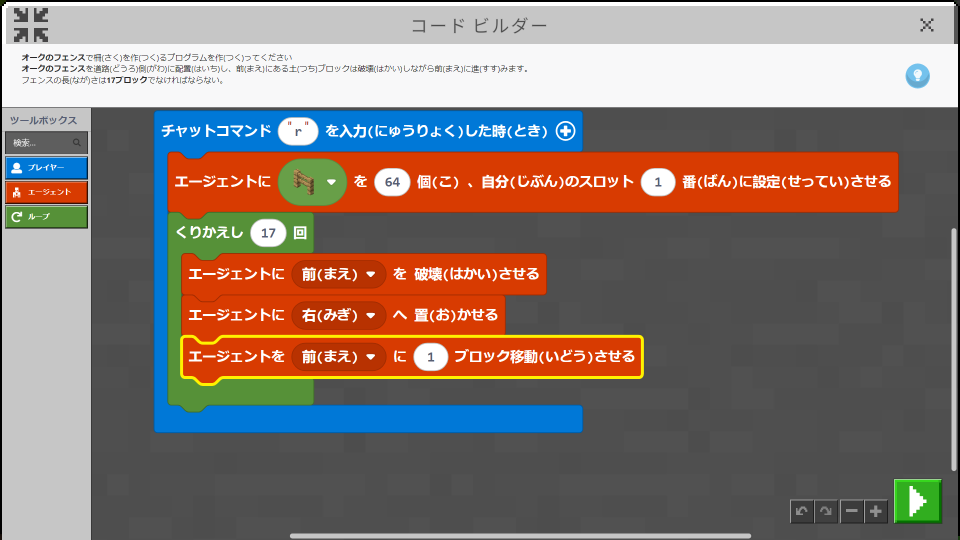 コード ビルダー
オークのフェンスで柵(さく)を作(つく)るプログラムを作(つく)ってください
オークのフェンスを道路(どうろ)側(がわ)に配置(はいち)し、前(まえ)にある土(つち)ブロックは破壊(はかい)しながら前(まえ)に進(すす)みます。
フェンスの長(なが)さは17ブロックでなければならない。
ツールボックス
検索...
プレイヤー
エージェント
ループ
チャットコマンド "r" を入力(にゅうりょく)した時(とき)
エージェントに を 64 個(こ) 、自分(じぶん)のスロット 1 番(ばん)に設定(せってい)させる
くりかえし 17 回
エージェントに 前(まえ) を 破壊(はかい)させる
エージェントに 右(みぎ) へ 置(お)かせる
エージェントを 前(まえ) に 1 ブロック移動(いどう)させる